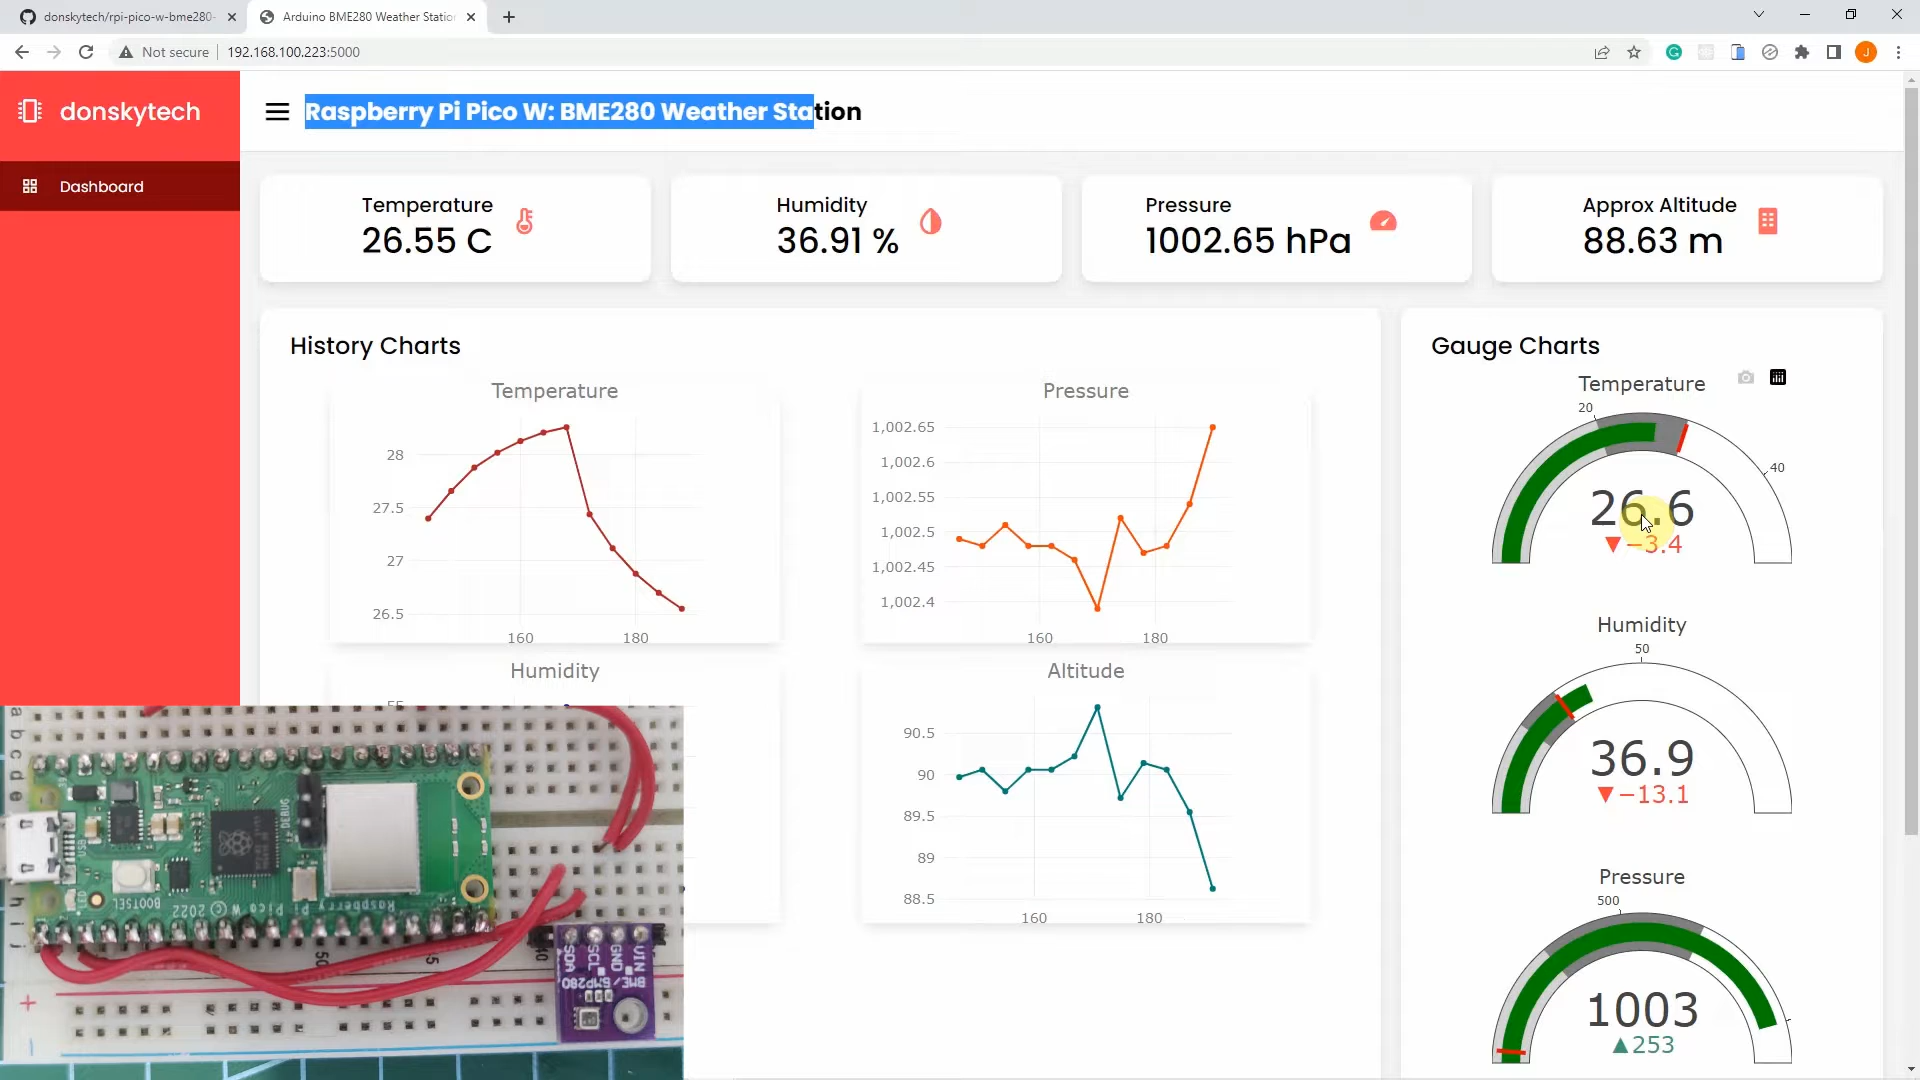 donskytech/rpi-pico-w-bme280-
Arduino BME280 Weather Station
Not secure
192.168.100.223:5000
J
donskytech
Raspberry Pi Pico W: BME280 Weather Station
Dashboard
Temperature
26.55 C
Humidity
36.91 %
Pressure
1002.65 hPa
Approx Altitude
88.63 m
History Charts
Temperature
28
27.5
27
26.5
160
180
Pressure
1,002.65
1,002.6
1,002.55
1,002.5
1,002.45
1,002.4
160
180
Humidity
55
Altitude
90.5
90
89.5
89
88.5
160
180
Gauge Charts
Temperature
20
40
26.6
▼−3.4
Humidity
50
36.9
▼−13.1
Pressure
500
1003
▲253
DEBUG
USB
LED
BOOTSEL
Raspberry Pi Pico W (c) 2022
VIN
GND
SCL
SDA
BME/BMP280